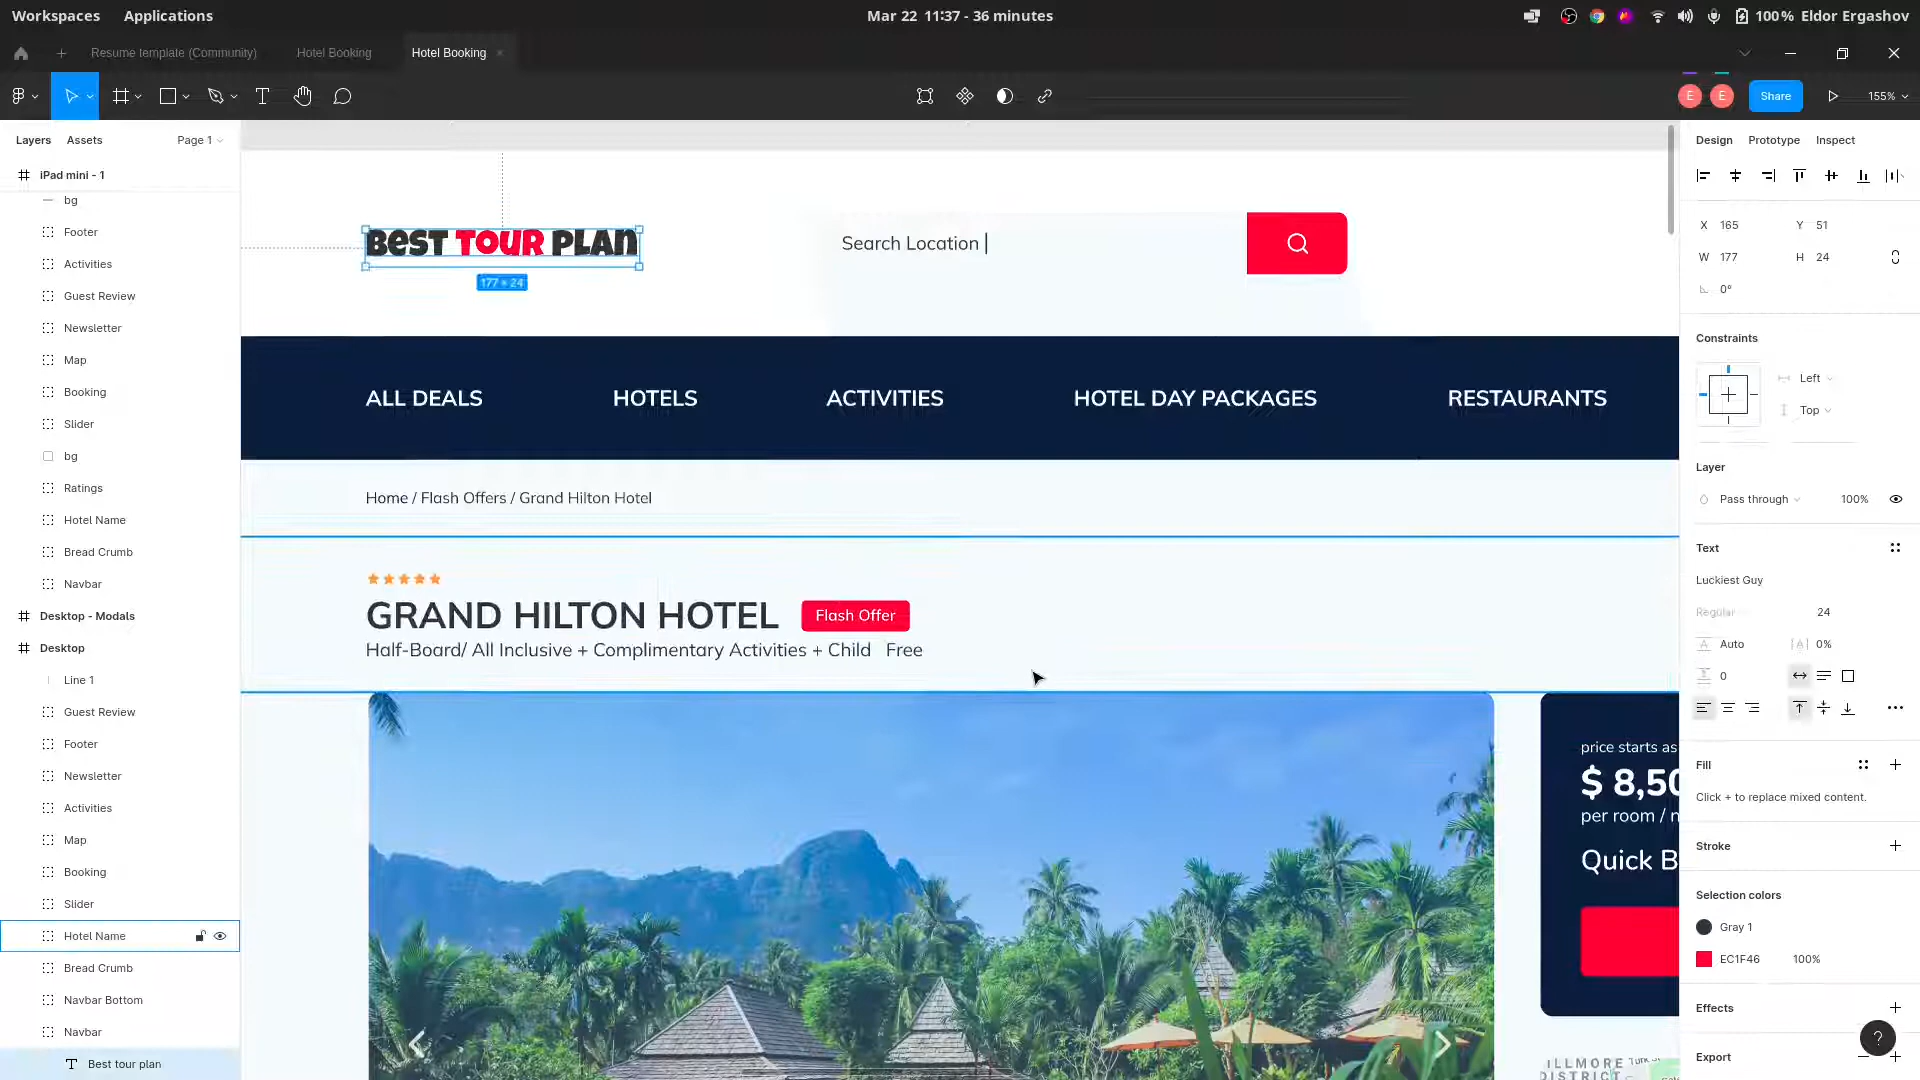 Workspaces Applications Mar 22 11:37 - 36 minutes 100% Eldor Ergashov
Resume template (Community) Hotel Booking Hotel Booking
E E Share 155%
Layers Assets Page 1
iPad mini - 1
bg
Footer
Activities
Guest Review
Newsletter
Map
Booking
Slider
bg
Ratings
Hotel Name
Bread Crumb
Navbar
Desktop - Modals
Desktop
Line 1
Guest Review
Footer
Newsletter
Activities
Map
Booking
Slider
Hotel Name
Bread Crumb
Navbar Bottom
Navbar
Best tour plan
BEST TOUR PLAN
177 × 24
Search Location
ALL DEALS HOTELS ACTIVITIES HOTEL DAY PACKAGES RESTAURANTS
Home / Flash Offers / Grand Hilton Hotel
GRAND HILTON HOTEL Flash Offer
Half-Board/ All Inclusive + Complimentary Activities + Child Free
price starts as
$ 8,50
per room / n
Quick B
ILLMORE
DISTRICT
Design Prototype Inspect
X 165 Y 51
W 177 H 24
0°
Constraints
Left
Top
Layer
Pass through 100%
Text
Luckiest Guy
Regular 24
Auto 0%
0
Fill
Click + to replace mixed content.
Stroke
Selection colors
Gray 1
EC1F46 100%
Effects
?
Export